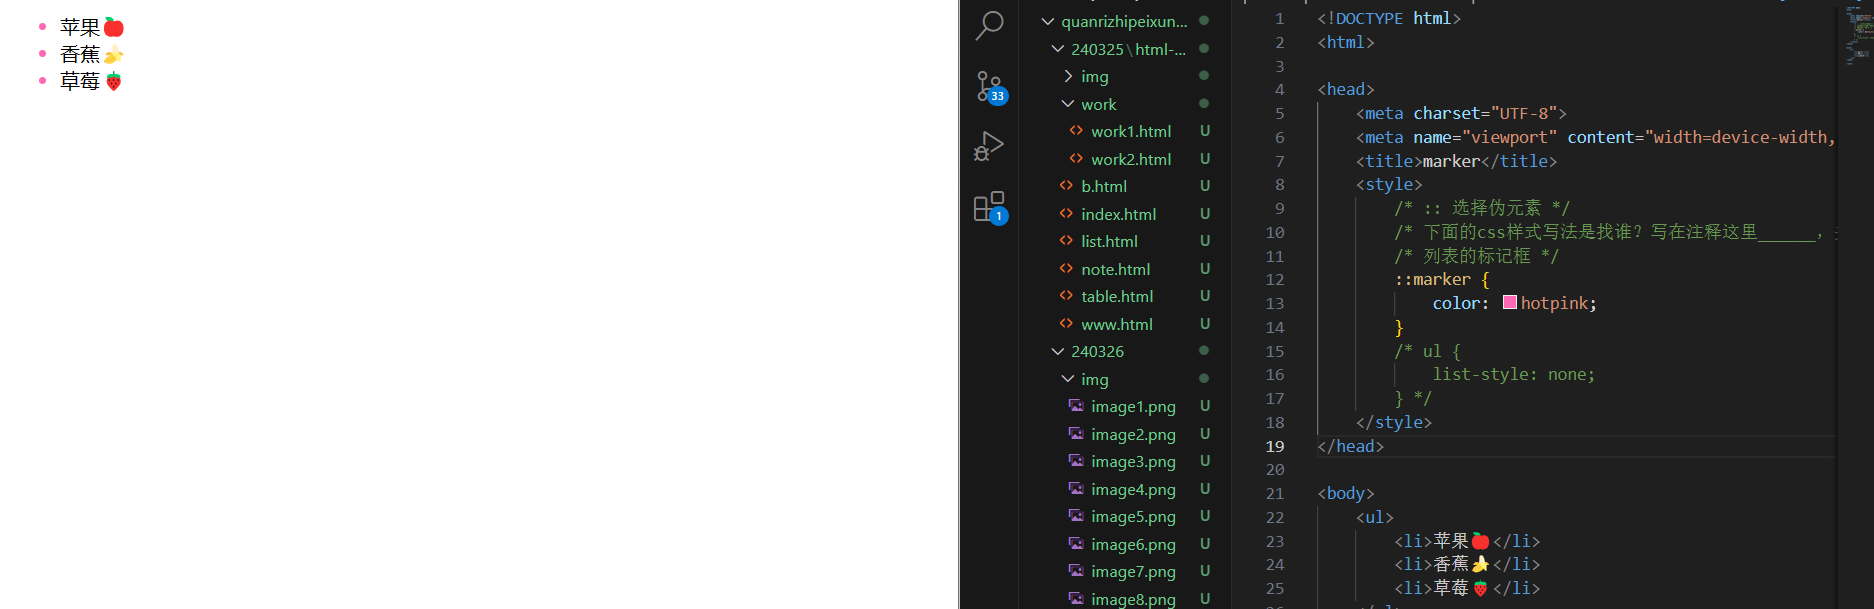 苹果🍎
香蕉🍌
草莓🍓
33
1
quanrizhipeixun...
240325\html-...
img
work
work1.html U
work2.html U
b.html U
index.html U
list.html U
note.html U
table.html U
www.html U
240326
img
image1.png U
image2.png U
image3.png U
image4.png U
image5.png U
image6.png U
image7.png U
image8.png U
1 <!DOCTYPE html>
2 <html>
3
4 <head>
5 <meta charset="UTF-8">
6 <meta name="viewport" content="width=device-width,
7 <title>marker</title>
8 <style>
9 /* :: 选择伪元素 */
10 /* 下面的css样式写法是找谁? 写在注释这里______,
11 /* 列表的标记框 */
12 ::marker {
13 color: hotpink;
14 }
15 /* ul {
16 list-style: none;
17 } */
18 </style>
19 </head>
20
21 <body>
22 <ul>
23 <li>苹果🍎</li>
24 <li>香蕉🍌</li>
25 <li>草莓🍓</li>